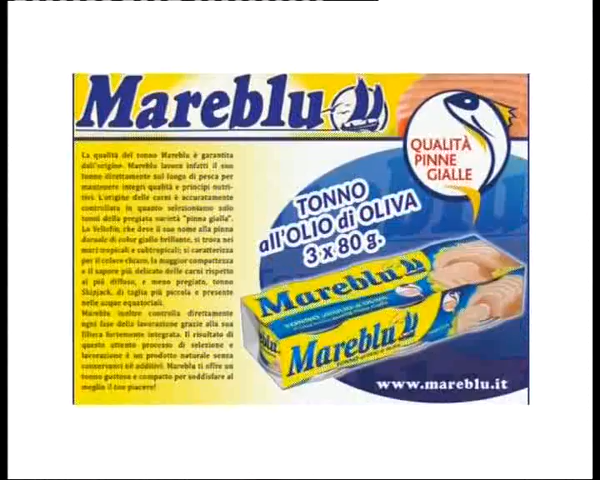 Mareblu
QUALITÀ
PINNE
GIALLE
La qualità del tonno Mareblu è garantita
dall'origine. Mareblu lavora infatti il suo
tonno direttamente sul luogo di pesca per
mantenere integri qualità e principi nutri-
tivi. L'origine delle carni è accuratamente
controllata in quanto selezioniamo solo
tonni della pregiata varietà "pinna gialla".
La Yellofin, che deve il suo nome alla pinna
dorsale di color giallo brillante, si trova nei
mari tropicali e subtropicali; si caratterizza
per il colore chiaro, la maggior compattezza
e il sapore più delicato delle carni rispetto
al più diffuso, e meno pregiato, tonno
Skipjack, di taglia più piccola e presente
nelle acque equatoriali.
Mareblu inoltre controlla direttamente
ogni fase della lavorazione grazie alla sua
filiera fortemente integrata. Il risultato di
questo attento processo di selezione e
lavorazione è un prodotto naturale senza
conservanti né additivi. Mareblu ti offre un
tonno gustoso e compatto per soddisfare al
meglio il tuo piacere!
TONNO
all'OLIO di OLIVA
3 x 80 g.
Mareblu
TONNO ALL'OLIO DI OLIVA
Mareblu
www.mareblu.it